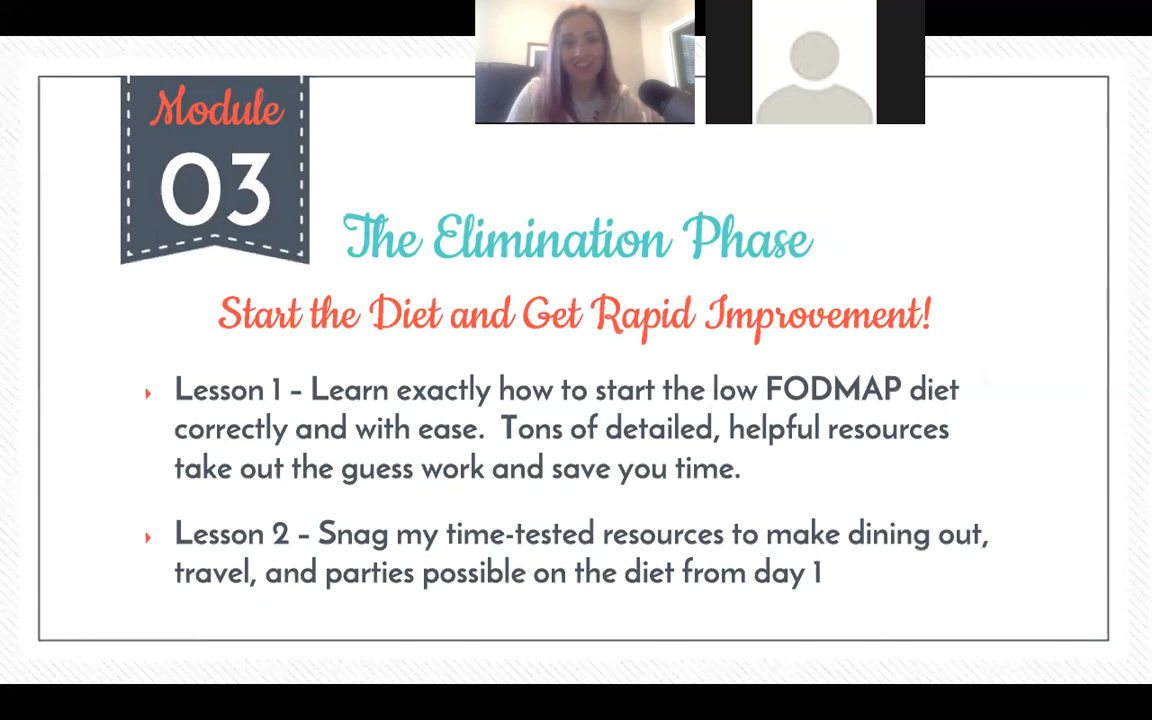 Module
03
The Elimination Phase
Start the Diet and Get Rapid Improvement!
Lesson 1 – Learn exactly how to start the low FODMAP diet
correctly and with ease. Tons of detailed, helpful resources
take out the guess work and save you time.
Lesson 2 – Snag my time-tested resources to make dining out,
travel, and parties possible on the diet from day 1